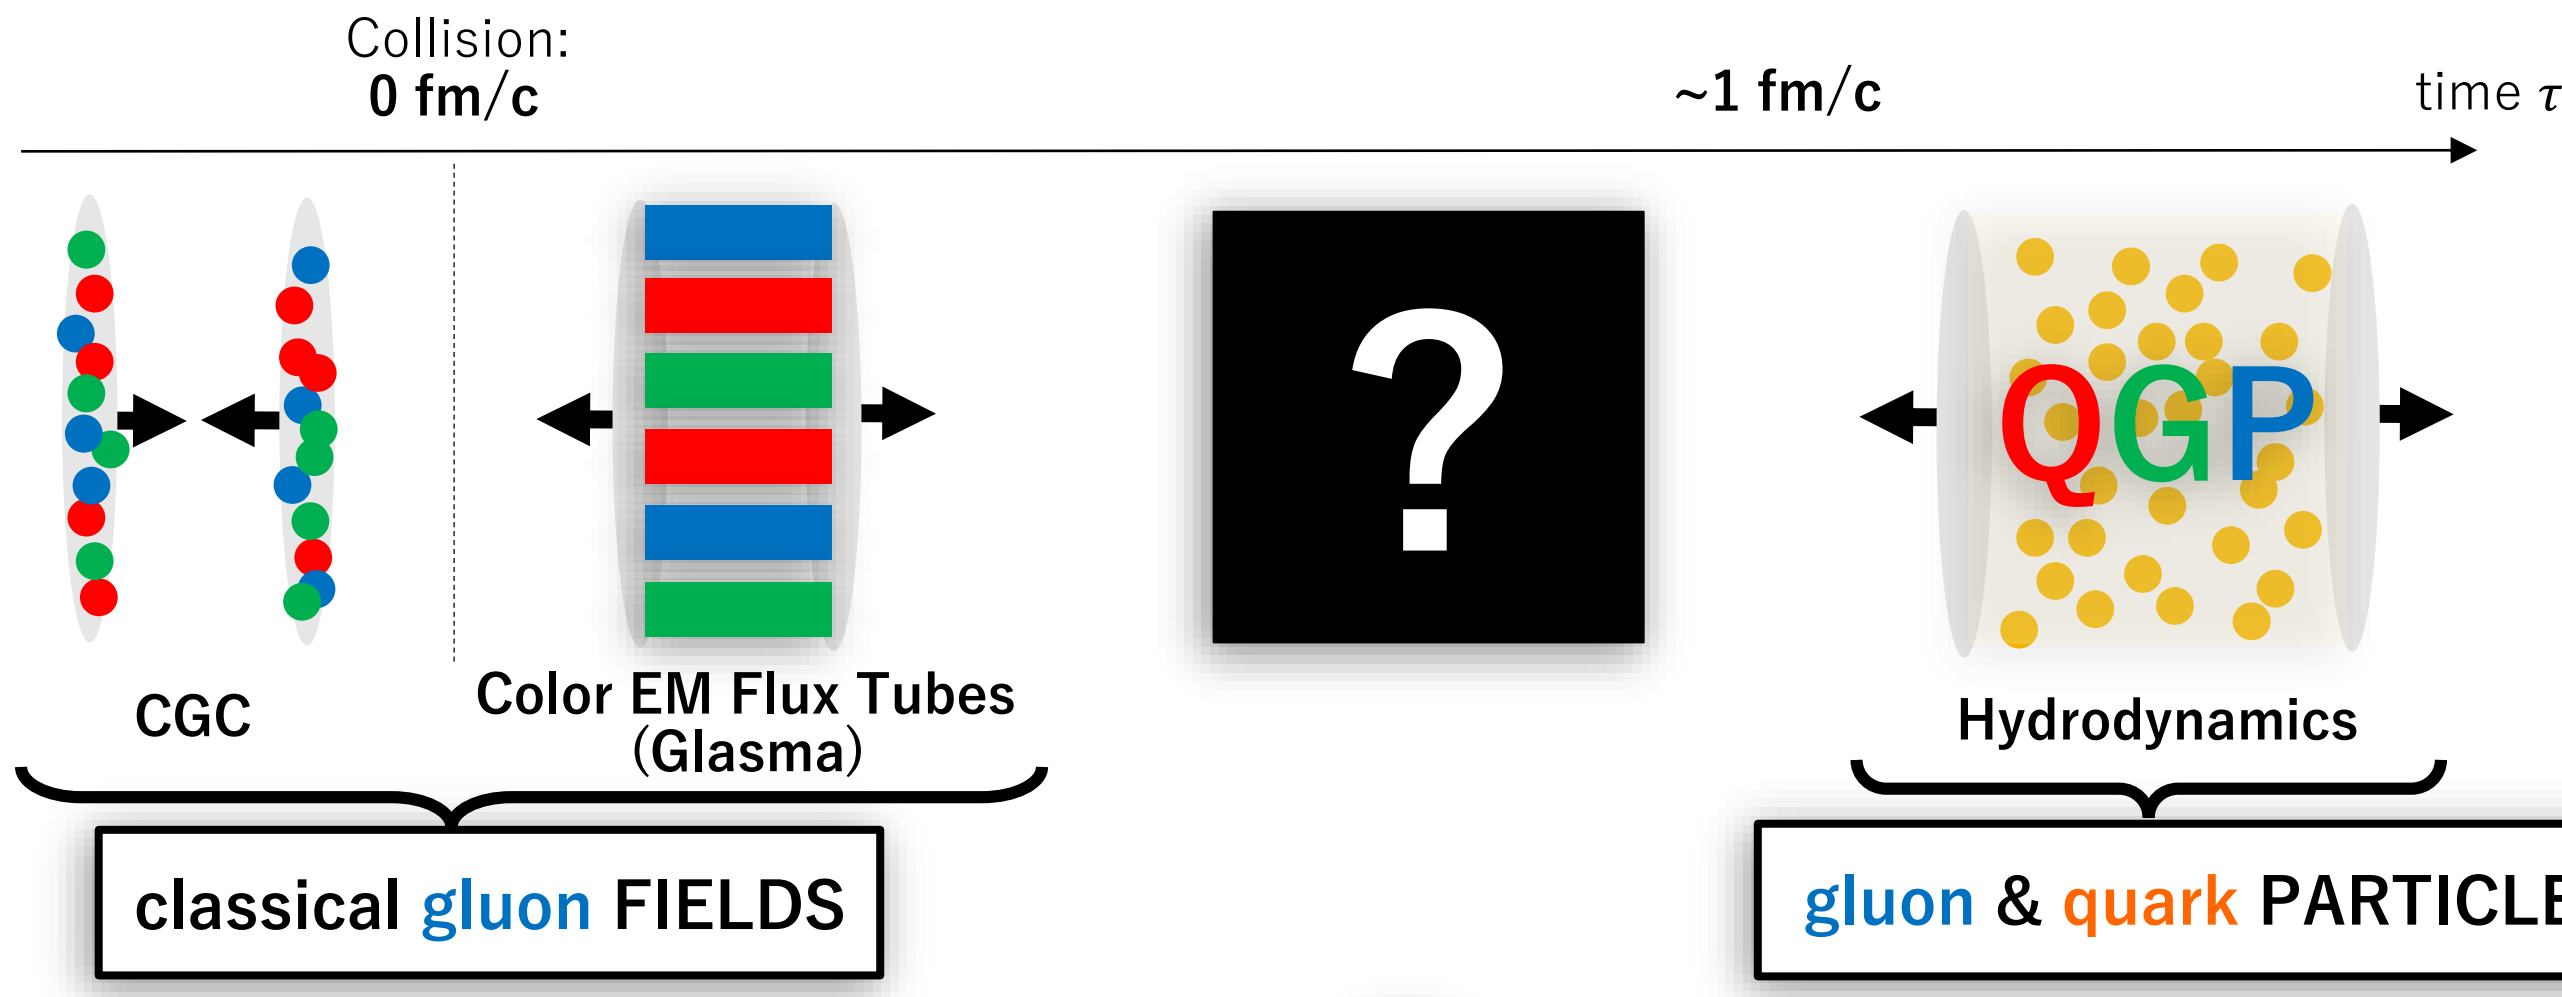 Collision:
0 fm/c
~1 fm/c
time τ
?
QGP
CGC
Color EM Flux Tubes
(Glasma)
Hydrodynamics
classical gluon FIELDS
gluon & quark PARTICLE